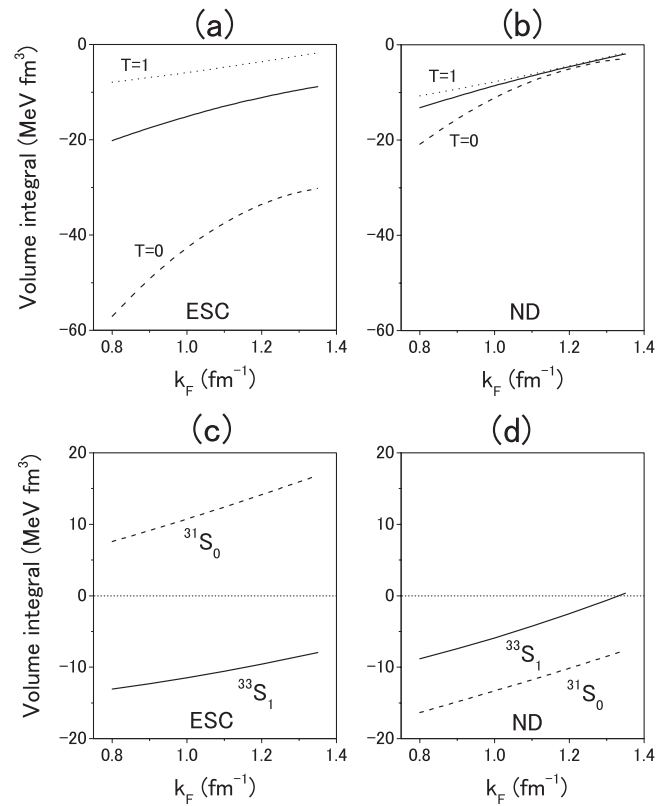 (a)
(b)
Volume integral (MeV fm³)
0
−20
−40
−60
T=1
T=0
ESC
0.8 1.0 1.2 1.4
k_F (fm⁻¹)
0
−20
−40
−60
T=1
T=0
ND
0.8 1.0 1.2 1.4
k_F (fm⁻¹)
(c)
(d)
Volume integral (MeV fm³)
20
10
0
−10
−20
³¹S₀
³³S₁
ESC
0.8 1.0 1.2 1.4
k_F (fm⁻¹)
20
10
0
−10
−20
³³S₁
³¹S₀
ND
0.8 1.0 1.2 1.4
k_F (fm⁻¹)